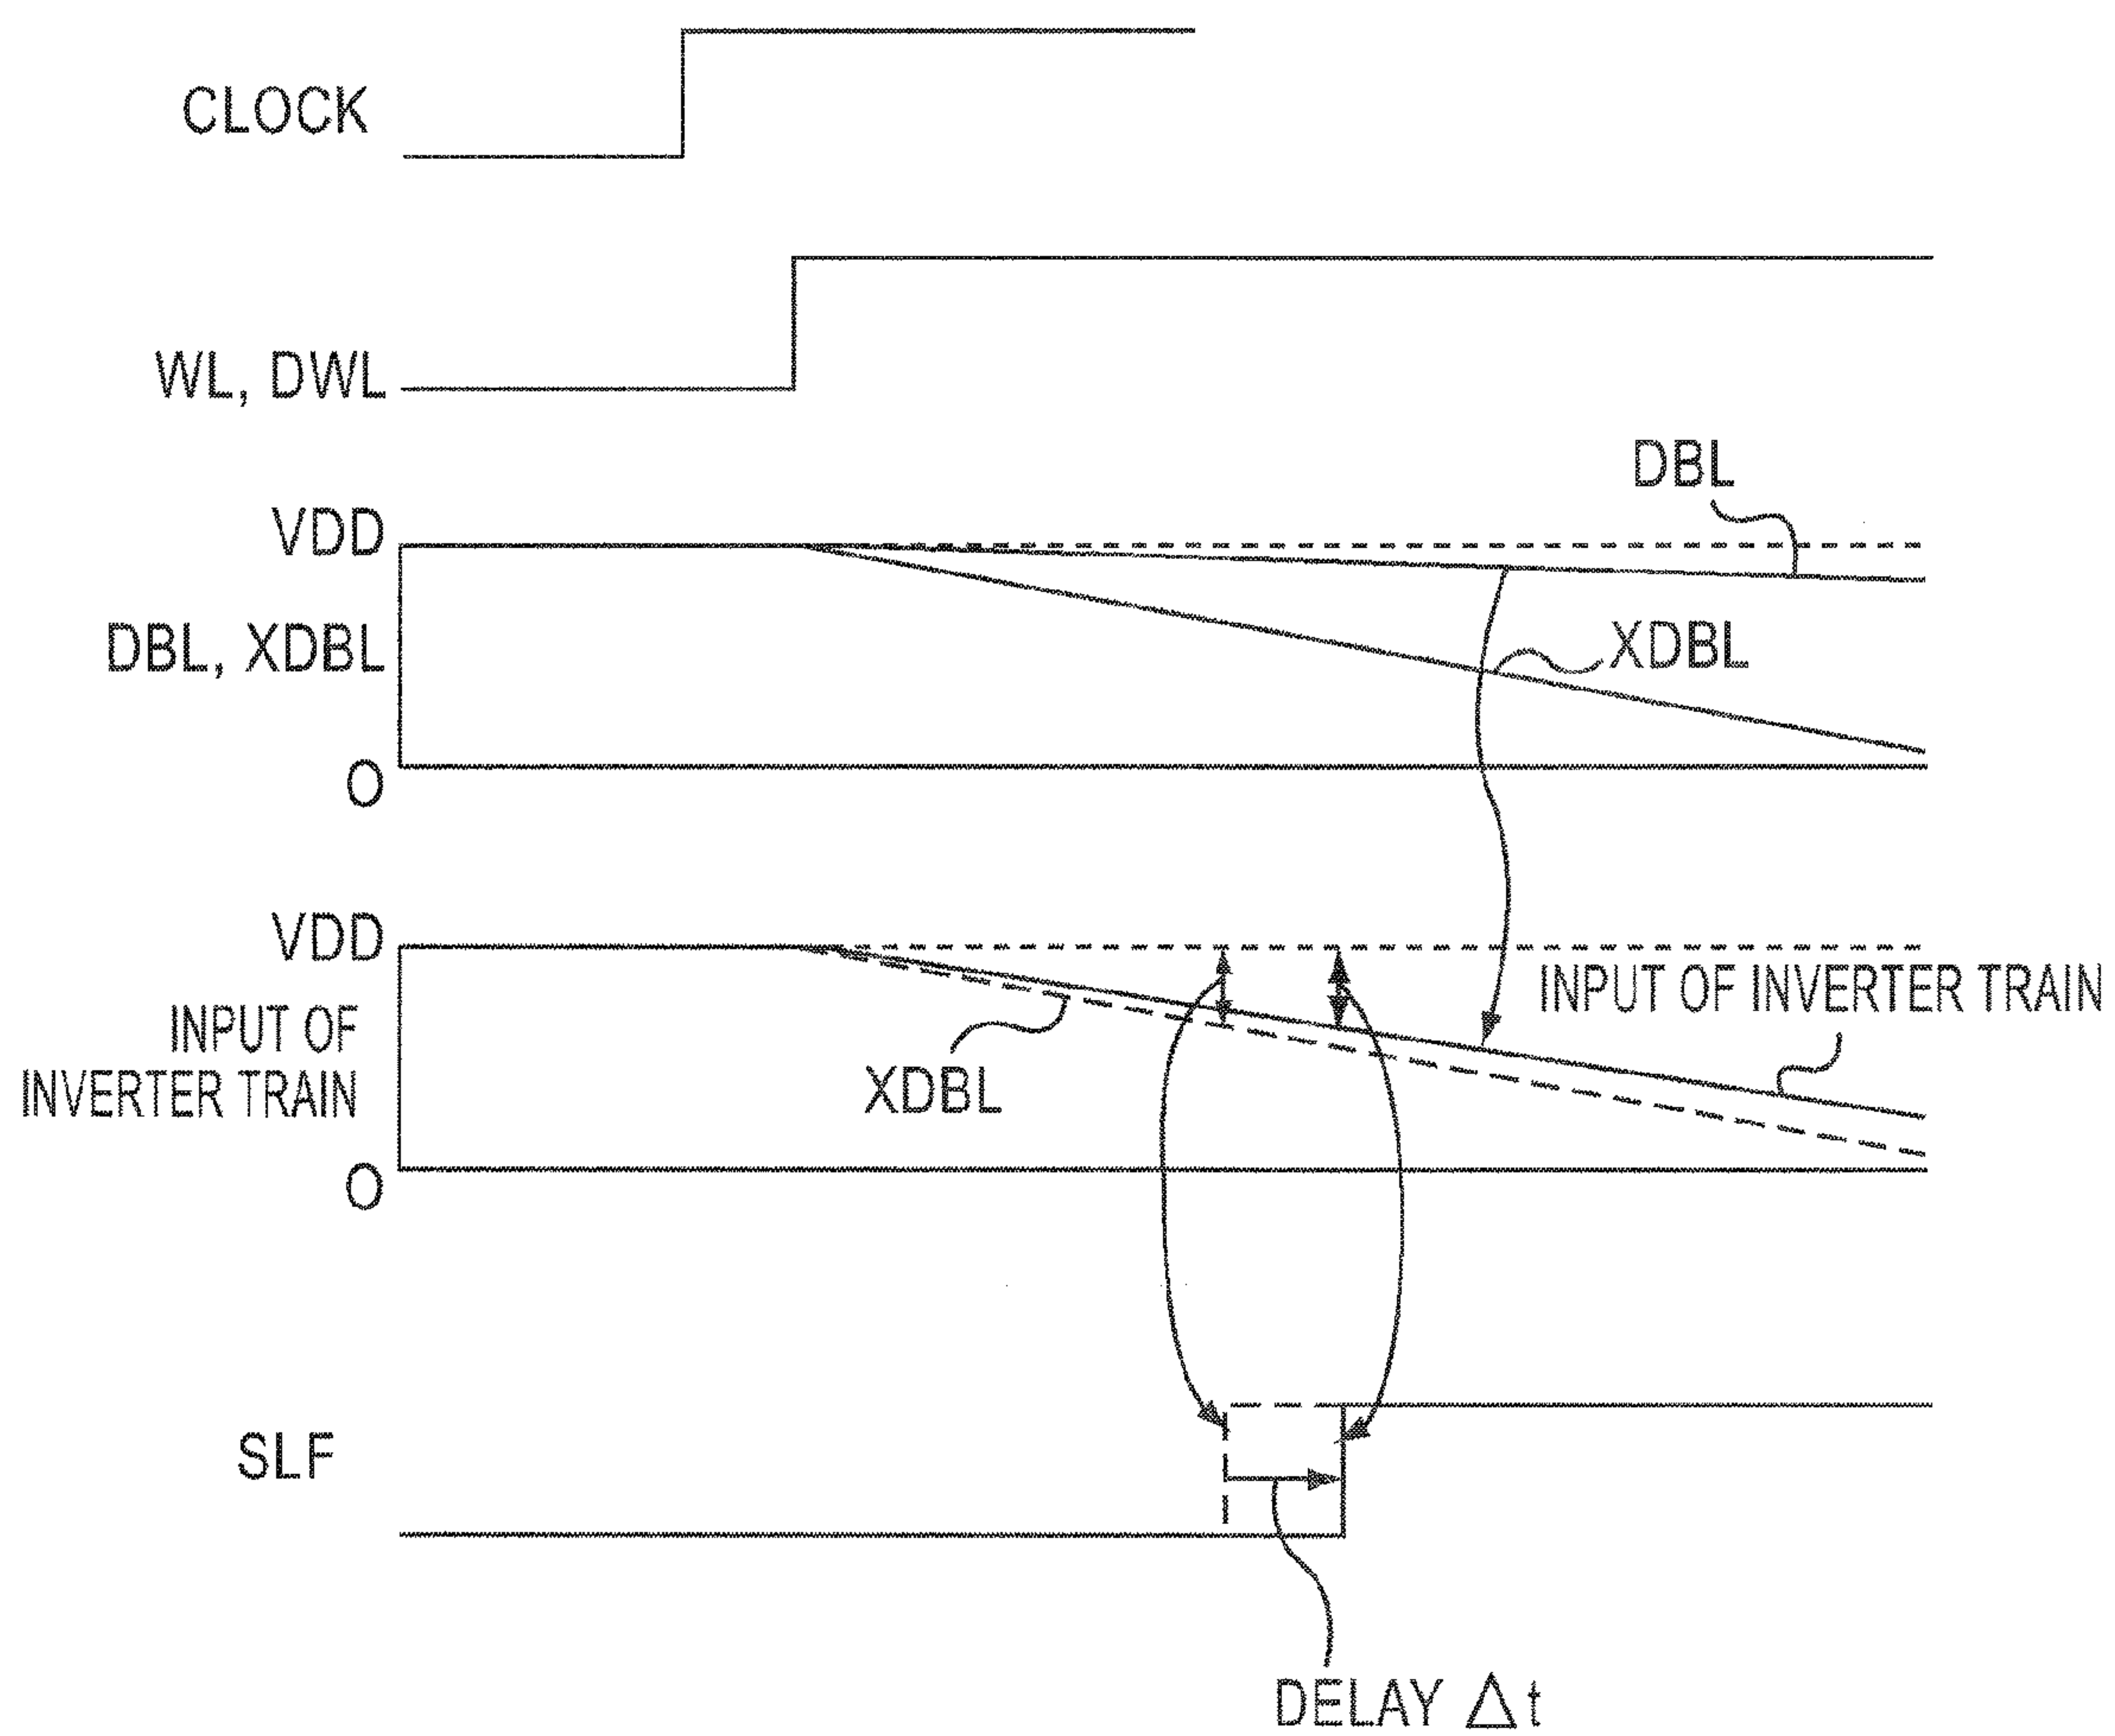 CLOCK
WL, DWL
DBL
VDD
DBL, XDBL
XDBL
O
VDD
INPUT OF INVERTER TRAIN
INPUT OF
INVERTER TRAIN
XDBL
O
SLF
DELAY Δt